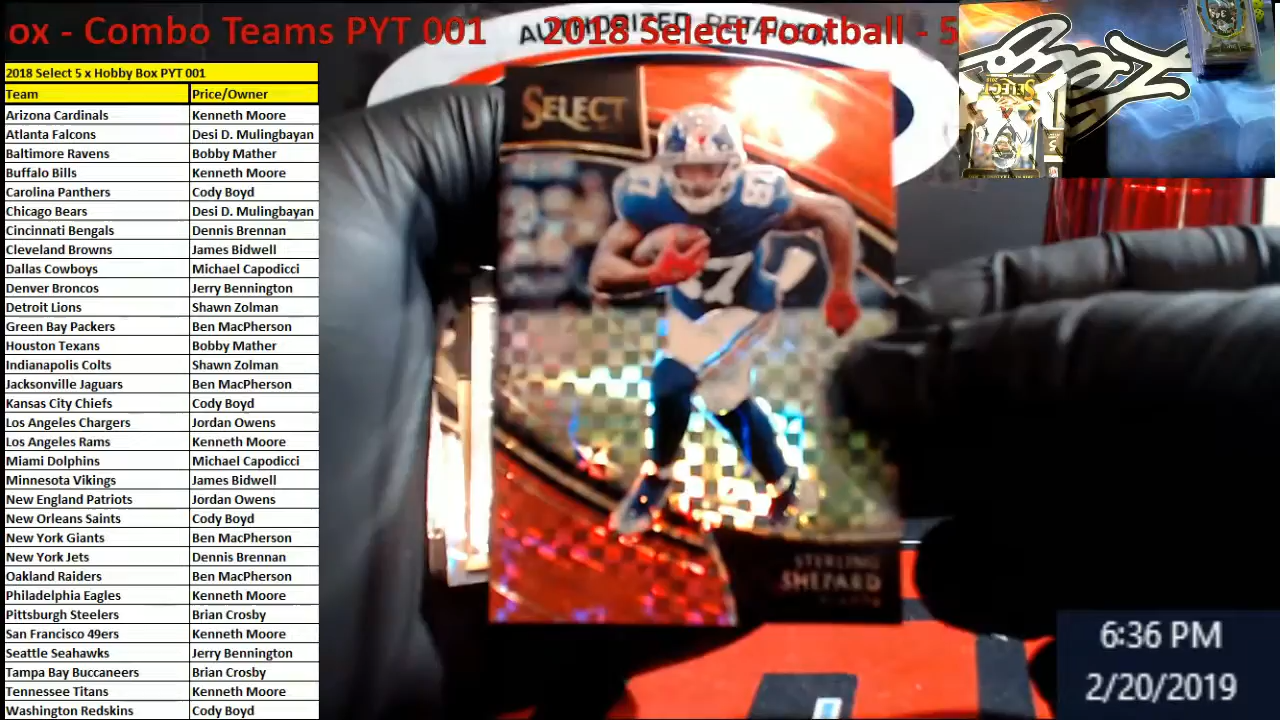 ox - Combo Teams PYT 001 2018 Select Football - 5
AUTHORIZED RETAILER
2018 Select 5 x Hobby Box PYT 001
Team Price/Owner
Arizona Cardinals Kenneth Moore
Atlanta Falcons Desi D. Mulingbayan
Baltimore Ravens Bobby Mather
Buffalo Bills Kenneth Moore
Carolina Panthers Cody Boyd
Chicago Bears Desi D. Mulingbayan
Cincinnati Bengals Dennis Brennan
Cleveland Browns James Bidwell
Dallas Cowboys Michael Capodicci
Denver Broncos Jerry Bennington
Detroit Lions Shawn Zolman
Green Bay Packers Ben MacPherson
Houston Texans Bobby Mather
Indianapolis Colts Shawn Zolman
Jacksonville Jaguars Ben MacPherson
Kansas City Chiefs Cody Boyd
Los Angeles Chargers Jordan Owens
Los Angeles Rams Kenneth Moore
Miami Dolphins Michael Capodicci
Minnesota Vikings James Bidwell
New England Patriots Jordan Owens
New Orleans Saints Cody Boyd
New York Giants Ben MacPherson
New York Jets Dennis Brennan
Oakland Raiders Ben MacPherson
Philadelphia Eagles Kenneth Moore
Pittsburgh Steelers Brian Crosby
San Francisco 49ers Kenneth Moore
Seattle Seahawks Jerry Bennington
Tampa Bay Buccaneers Brian Crosby
Tennessee Titans Kenneth Moore
Washington Redskins Cody Boyd
SELECT
87
87
STERLING
SHEPARD
GIANTS
SELECT
6:36 PM
2/20/2019